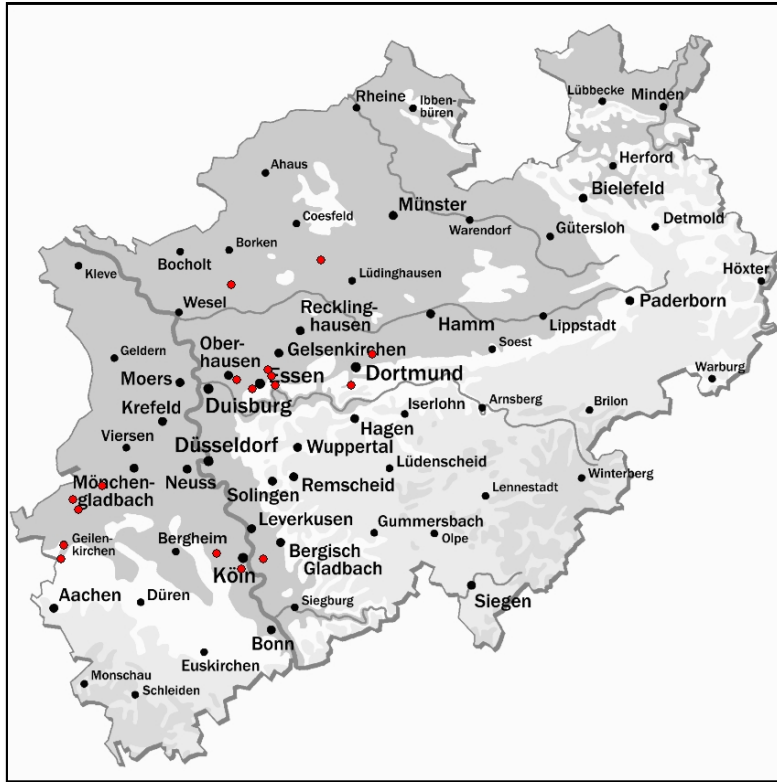 Rheine
Ibben-
büren
Lübbecke
Minden
Ahaus
Herford
Bielefeld
Coesfeld
Münster
Warendorf
Gütersloh
Detmold
Kleve
Bocholt
Borken
Lüdinghausen
Höxter
Wesel
Reckling-
hausen
Hamm
Lippstadt
Paderborn
Geldern
Ober-
hausen
Gelsenkirchen
Soest
Moers
Essen
Dortmund
Warburg
Duisburg
Krefeld
Hagen
Iserlohn
Arnsberg
Brilon
Viersen
Düsseldorf
Wuppertal
Mönchen-
gladbach
Neuss
Solingen
Remscheid
Lüdenscheid
Lennestadt
Winterberg
Leverkusen
Geilen-
kirchen
Bergheim
Köln
Bergisch
Gladbach
Gummersbach
Olpe
Aachen
Düren
Siegburg
Siegen
Bonn
Euskirchen
Monschau
Schleiden